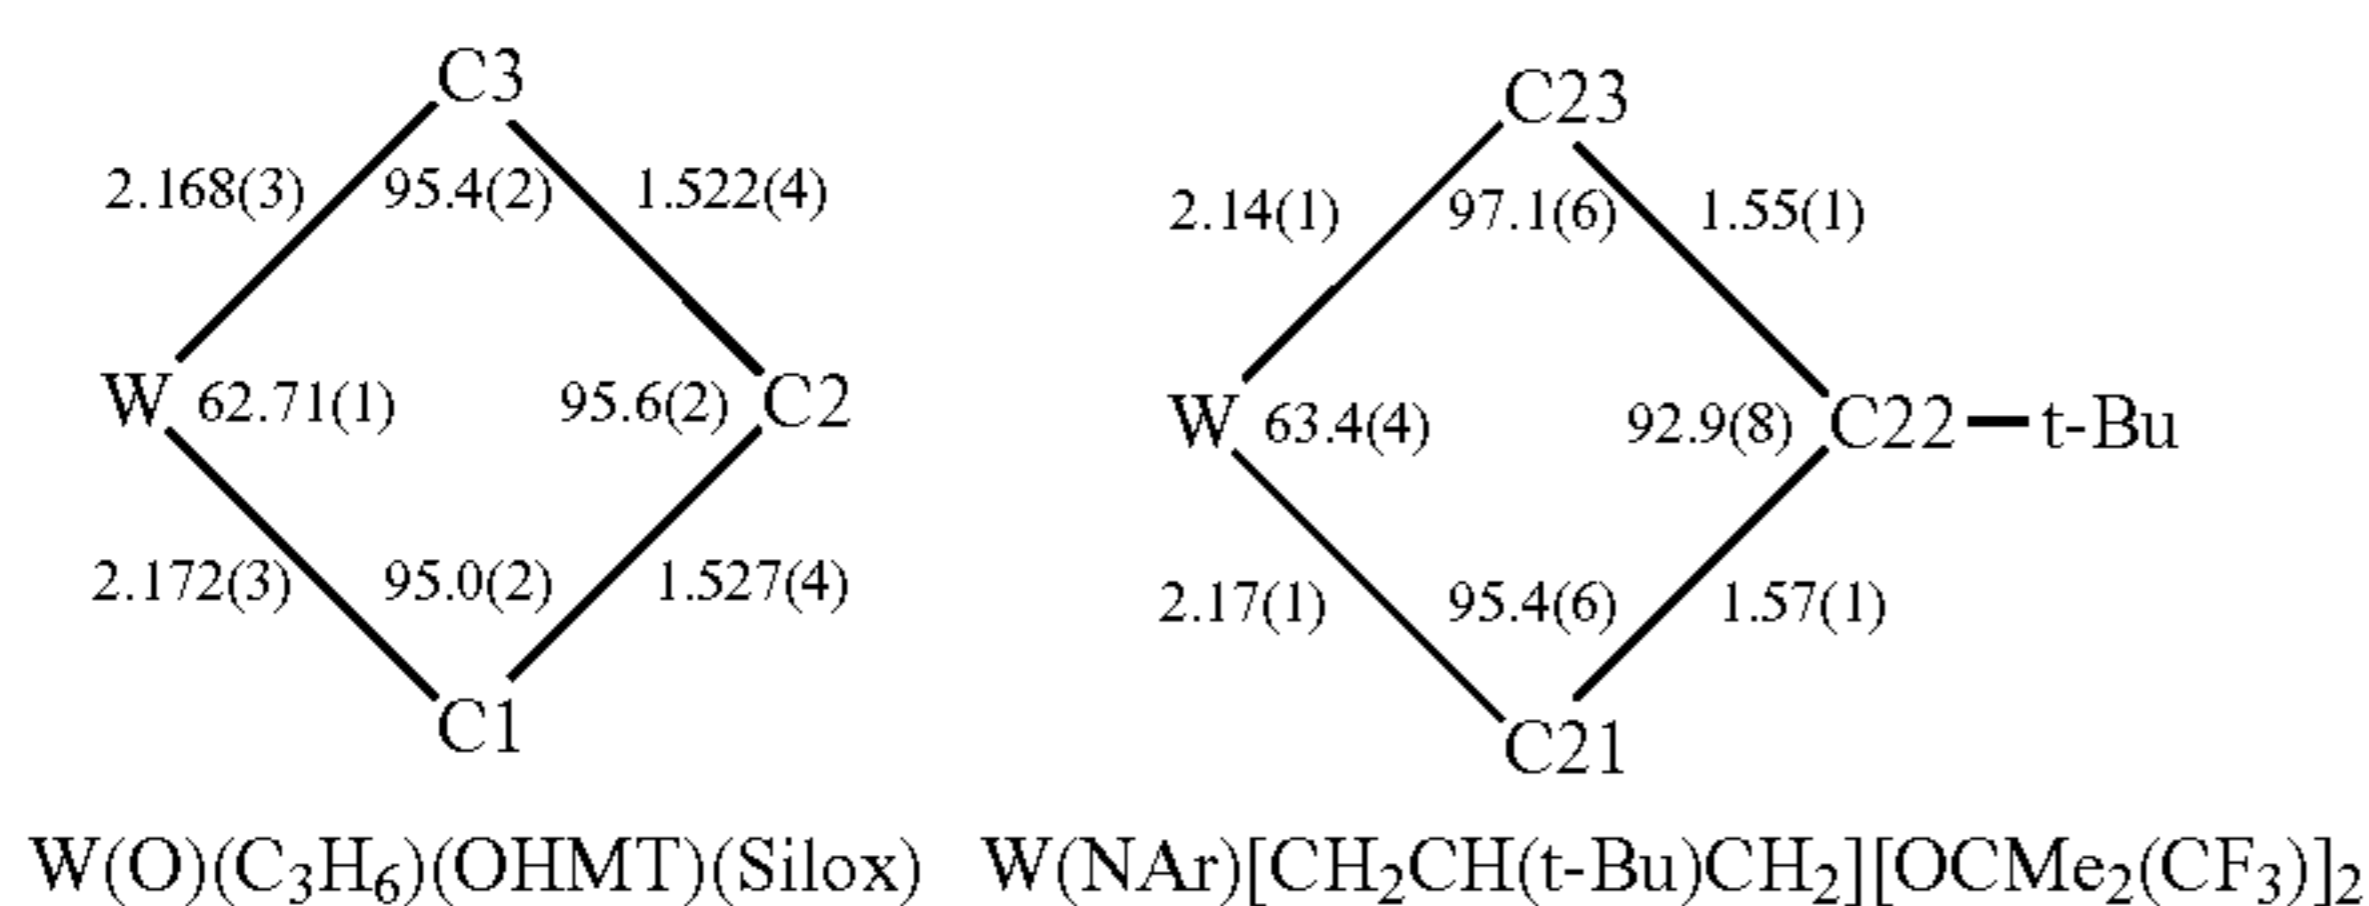 C3
2.168(3) 95.4(2) 1.522(4)
W 62.71(1) 95.6(2) C2
2.172(3) 95.0(2) 1.527(4)
C1
W(O)(C₃H₆)(OHMT)(Silox)
C23
2.14(1) 97.1(6) 1.55(1)
W 63.4(4) 92.9(8) C22 — t-Bu
2.17(1) 95.4(6) 1.57(1)
C21
W(NAr)[CH₂CH(t-Bu)CH₂][OCMe₂(CF₃)]₂